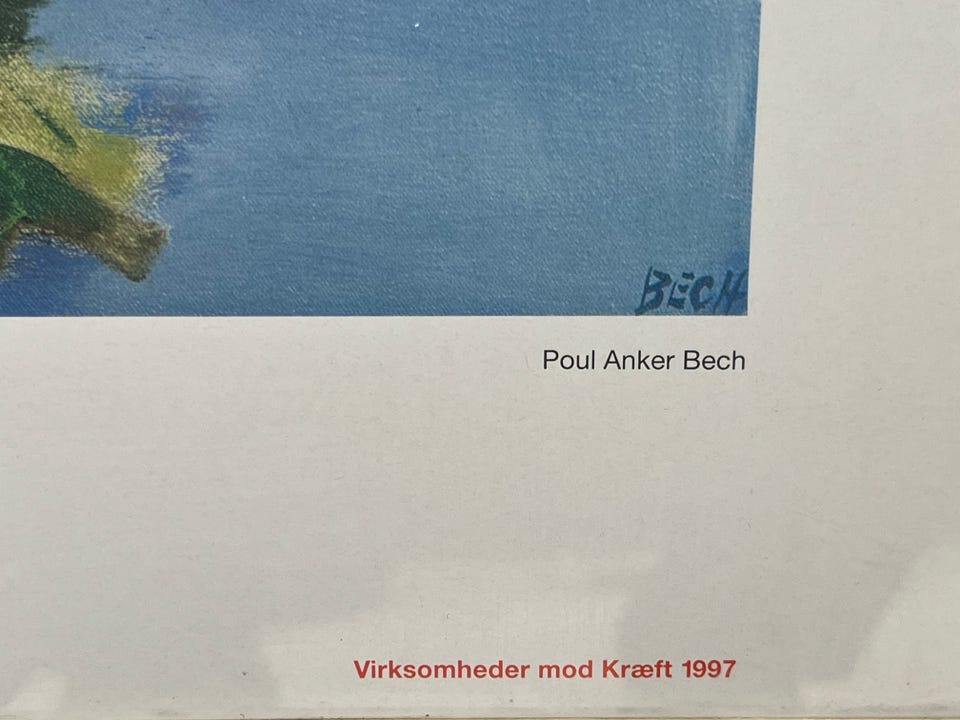 BECH
Poul Anker Bech
Virksomheder mod Kræft 1997